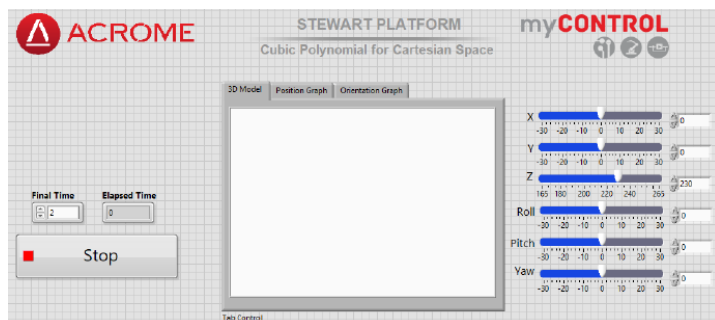 ACROME
STEWART PLATFORM
Cubic Polynomial for Cartesian Space
myCONTROL
3D Model Position Graph Orientation Graph
X
-30 -20 -10 0 10 20 30
0
Y
-30 -20 -10 0 10 20 30
0
Z
165 180 200 220 240 265
230
Roll
-30 -20 -10 0 10 20 30
0
Pitch
-30 -20 -10 0 10 20 30
0
Yaw
-30 -20 -10 0 10 20 30
0
Final Time Elapsed Time
2 0
Stop
Tab Control